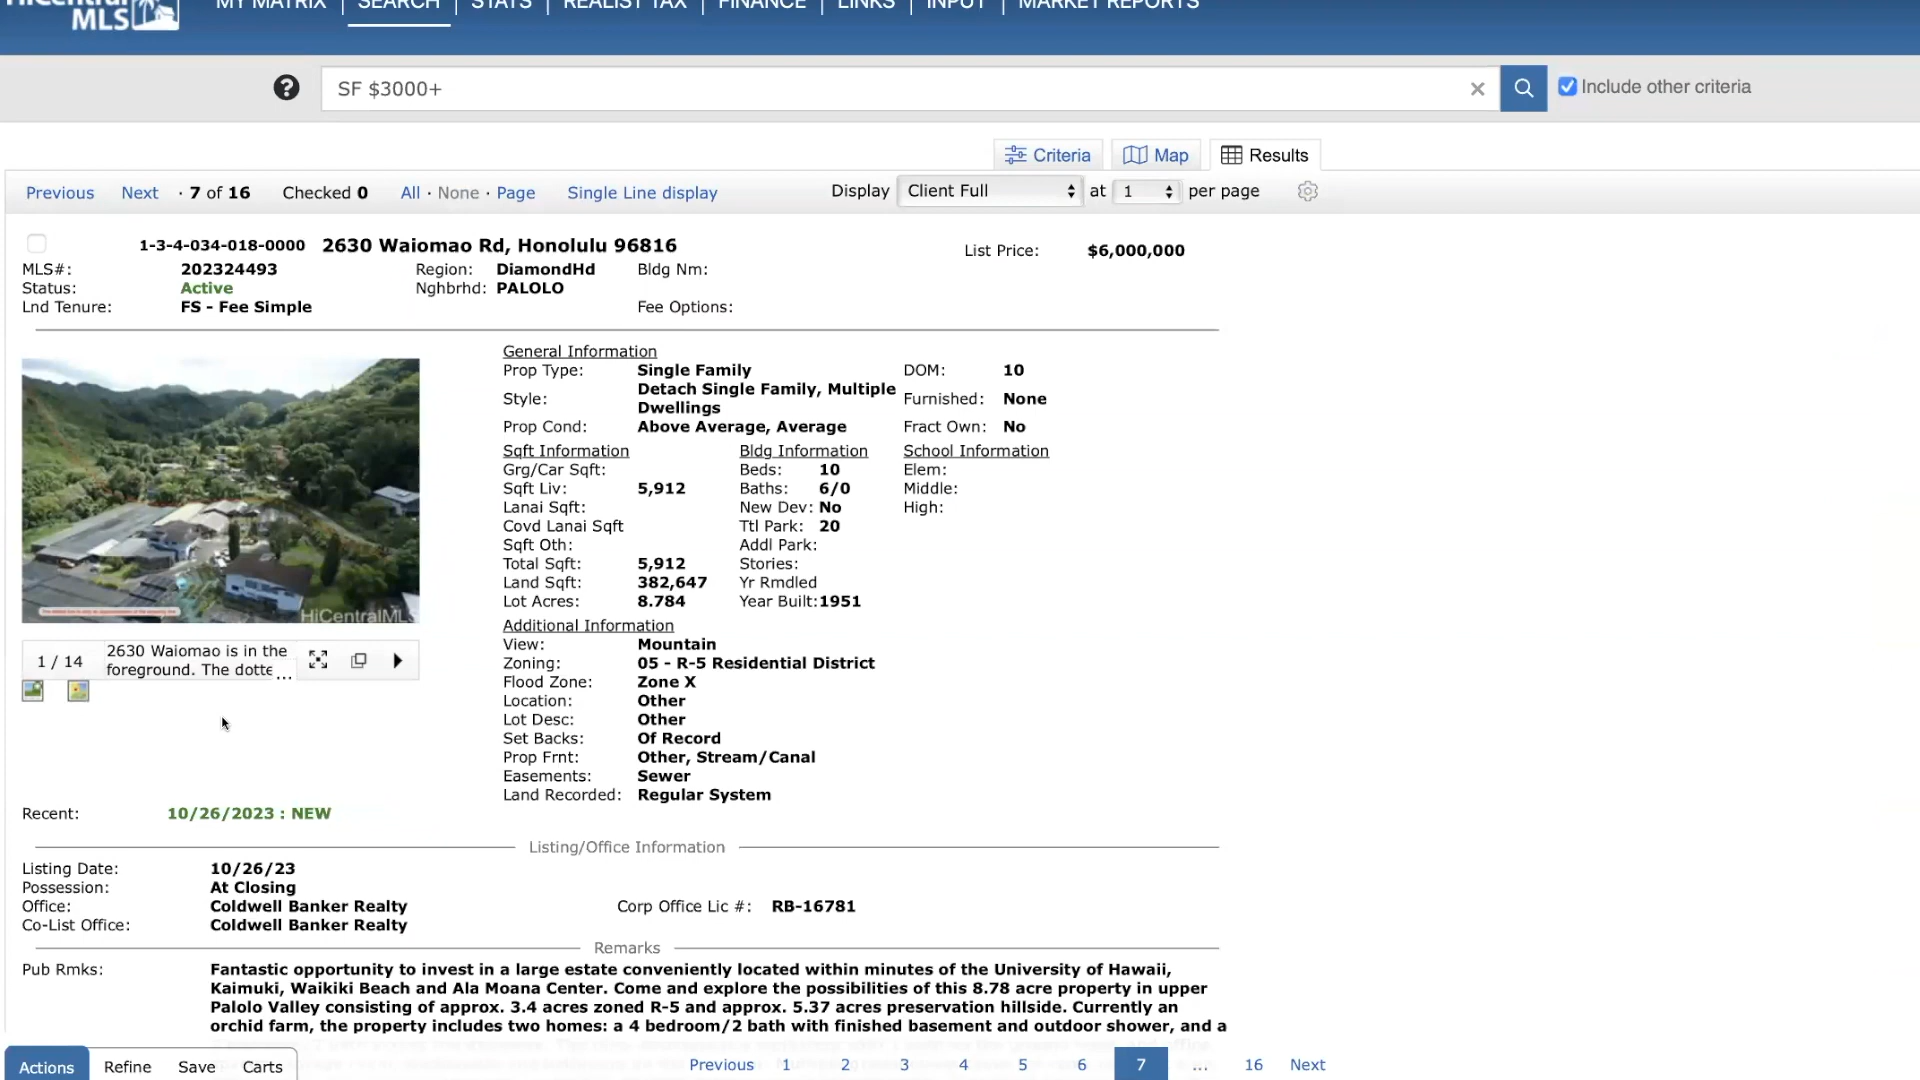 HiCentral
MLS
MY MATRIX SEARCH STATS REALIST TAX FINANCE LINKS INPUT MARKET REPORTS
? SF $3000+ Include other criteria
Criteria Map Results
Previous Next · 7 of 16 Checked 0 All · None · Page Single Line display Display Client Full at 1 per page
1-3-4-034-018-0000 2630 Waiomao Rd, Honolulu 96816 List Price: $6,000,000
MLS#: 202324493 Region: DiamondHd Bldg Nm:
Status: Active Nghbrhd: PALOLO
Lnd Tenure: FS - Fee Simple Fee Options:
General Information
Prop Type: Single Family DOM: 10
Style: Detach Single Family, Multiple Dwellings Furnished: None
Prop Cond: Above Average, Average Fract Own: No
Sqft Information Bldg Information School Information
Grg/Car Sqft: Beds: 10 Elem:
Sqft Liv: 5,912 Baths: 6/0 Middle:
Lanai Sqft: New Dev: No High:
Covd Lanai Sqft Ttl Park: 20
Sqft Oth: Addl Park:
Total Sqft: 5,912 Stories:
Land Sqft: 382,647 Yr Rmdled
Lot Acres: 8.784 Year Built: 1951
Additional Information
View: Mountain
Zoning: 05 - R-5 Residential District
Flood Zone: Zone X
Location: Other
Lot Desc: Other
Set Backs: Of Record
Prop Frnt: Other, Stream/Canal
Easements: Sewer
Land Recorded: Regular System
HiCentralMLS
1 / 14 2630 Waiomao is in the
foreground. The dotte ...
Recent: 10/26/2023 : NEW
Listing/Office Information
Listing Date: 10/26/23
Possession: At Closing
Office: Coldwell Banker Realty Corp Office Lic #: RB-16781
Co-List Office: Coldwell Banker Realty
Remarks
Pub Rmks: Fantastic opportunity to invest in a large estate conveniently located within minutes of the University of Hawaii,
Kaimuki, Waikiki Beach and Ala Moana Center. Come and explore the possibilities of this 8.78 acre property in upper
Palolo Valley consisting of approx. 3.4 acres zoned R-5 and approx. 5.37 acres preservation hillside. Currently an
orchid farm, the property includes two homes: a 4 bedroom/2 bath with finished basement and outdoor shower, and a
Actions Refine Save Carts Previous 1 2 3 4 5 6 7 ... 16 Next